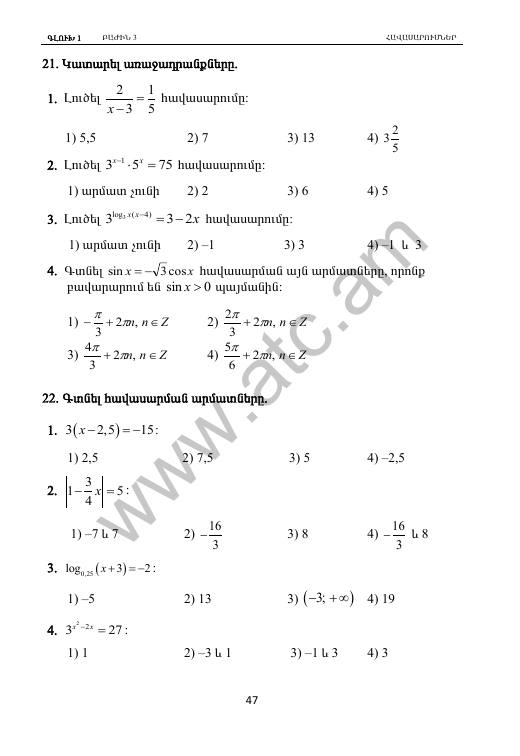 ԳԼՈՒԽ 1 ԲԱԺԻՆ 3 ՀԱՎԱՍԱՐՈՒՄՆԵՐ
21. Կատարել առաջադրանքները.
1. Լուծել 2/(x−3) = 1/5 հավասարումը:
1) 5,5 2) 7 3) 13 4) 3 2/5
2. Լուծել 3^(x−1) · 5^x = 75 հավասարումը:
1) արմատ չունի 2) 2 3) 6 4) 5
3. Լուծել 3^(log₃ x(x−4)) = 3 − 2x հավասարումը:
1) արմատ չունի 2) –1 3) 3 4) –1 և 3
4. Գտնել sin x = −√3 cos x հավասարման այն արմատները, որոնք
բավարարում են sin x > 0 պայմանին:
1) −π/3 + 2πn, n ∈ Z 2) 2π/3 + 2πn, n ∈ Z
3) 4π/3 + 2πn, n ∈ Z 4) 5π/6 + 2πn, n ∈ Z
22. Գտնել հավասարման արմատները.
1. 3(x − 2,5) = −15:
1) 2,5 2) 7,5 3) 5 4) –2,5
2. |1 − 3/4 x| = 5:
1) –7 և 7 2) −16/3 3) 8 4) −16/3 և 8
3. log₀,₂₅ (x + 3) = −2:
1) –5 2) 13 3) (−3; +∞) 4) 19
4. 3^(x²−2x) = 27:
1) 1 2) –3 և 1 3) –1 և 3 4) 3
47
www.atc.am